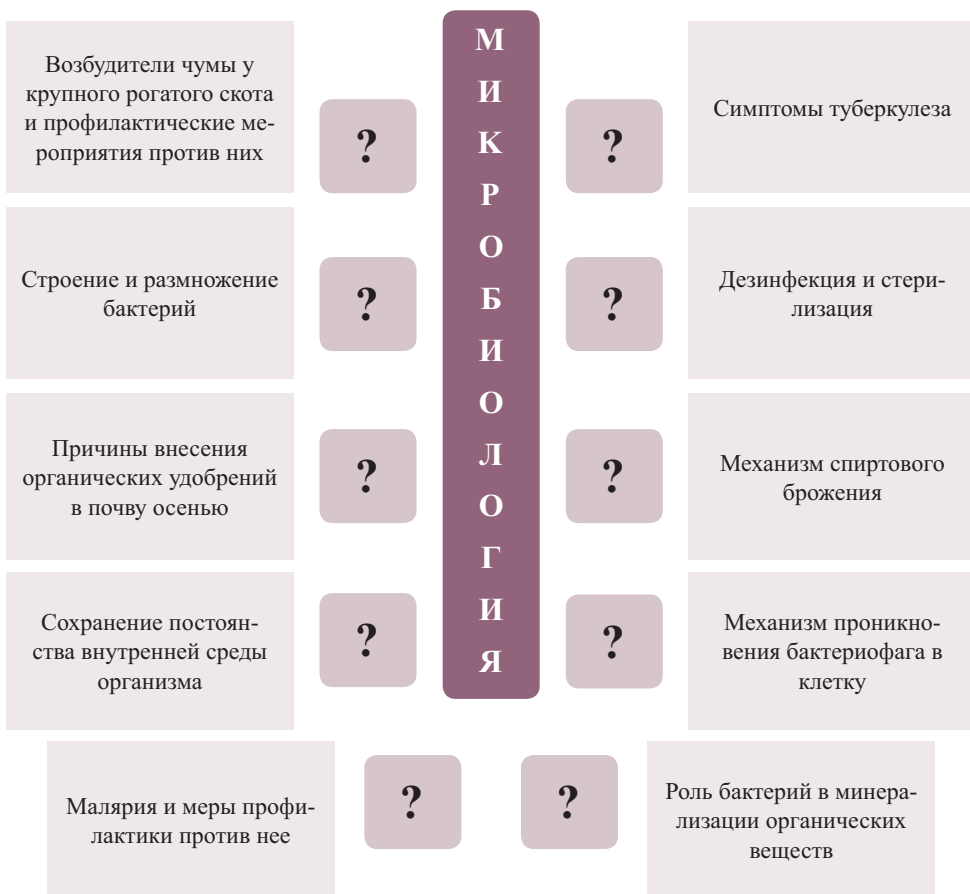 Возбудители чумы у
крупного рогатого скота
и профилактические ме-
роприятия против них
?
М
И
К
Р
О
Б
И
О
Л
О
Г
И
Я
?
Симптомы туберкулеза
Строение и размножение
бактерий
?
?
Дезинфекция и стери-
лизация
Причины внесения
органических удобрений
в почву осенью
?
?
Механизм спиртового
брожения
Сохранение постоян-
ства внутренней среды
организма
?
?
Механизм проникно-
вения бактериофага в
клетку
Малярия и меры профи-
лактики против нее
?
?
Роль бактерий в минера-
лизации органических
веществ